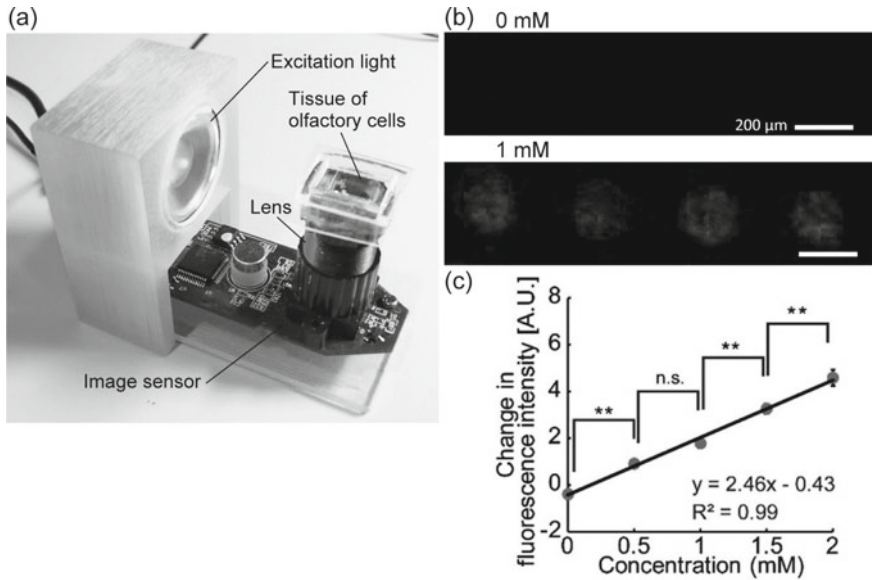 (a)
Excitation light
Tissue of
olfactory cells
Lens
Image sensor
(b)
0 mM
200 μm
1 mM
(c)
Change in
fluorescence intensity [A.U.]
8
6
4
2
0
-2
**
n.s.
**
**
y = 2.46x - 0.43
R² = 0.99
0
0.5
1
1.5
2
Concentration (mM)